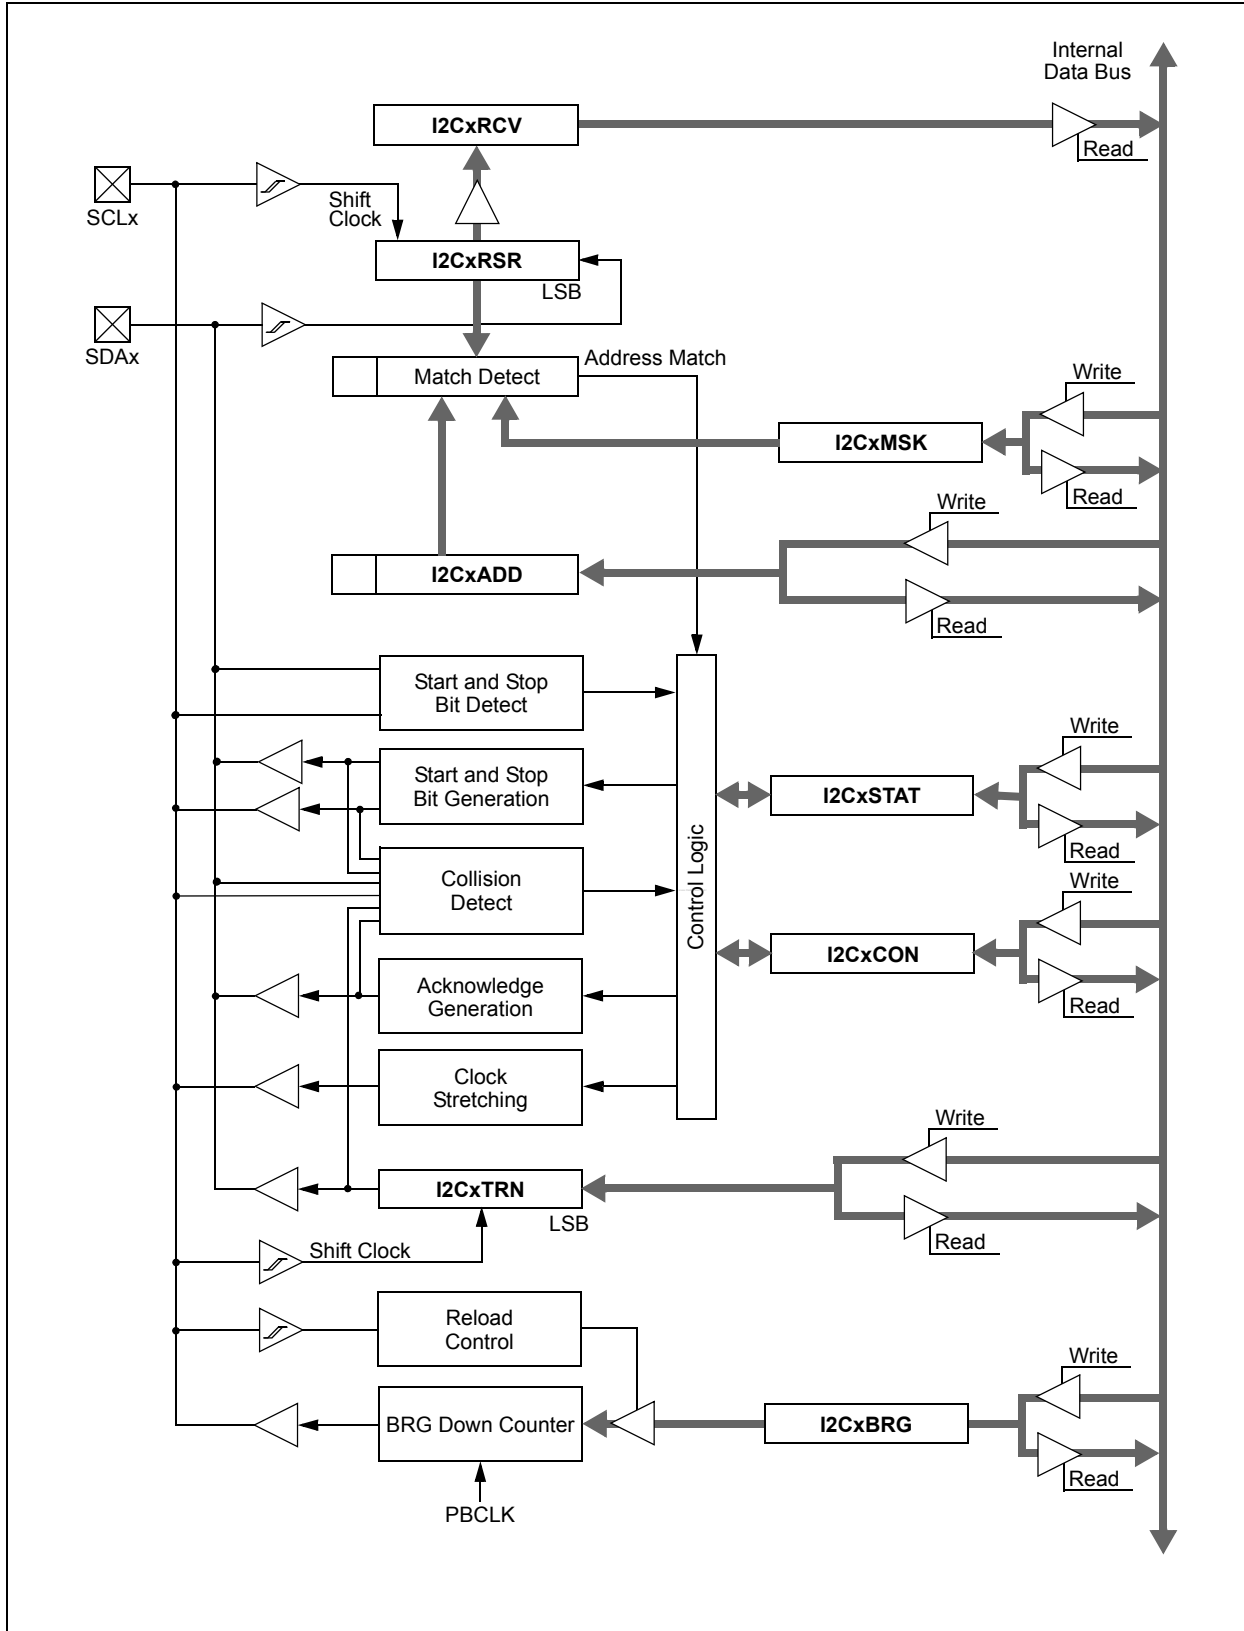 Internal
Data Bus
I2CxRCV
Read
SCLx
Shift
Clock
I2CxRSR
LSB
SDAx
Address Match
Match Detect
Write
I2CxMSK
Read
Write
I2CxADD
Read
Start and Stop
Bit Detect
Write
Start and Stop
Bit Generation
I2CxSTAT
Read
Control Logic
Collision
Detect
Write
I2CxCON
Read
Acknowledge
Generation
Clock
Stretching
Write
I2CxTRN
LSB
Read
Shift Clock
Reload
Control
Write
BRG Down Counter
I2CxBRG
Read
PBCLK